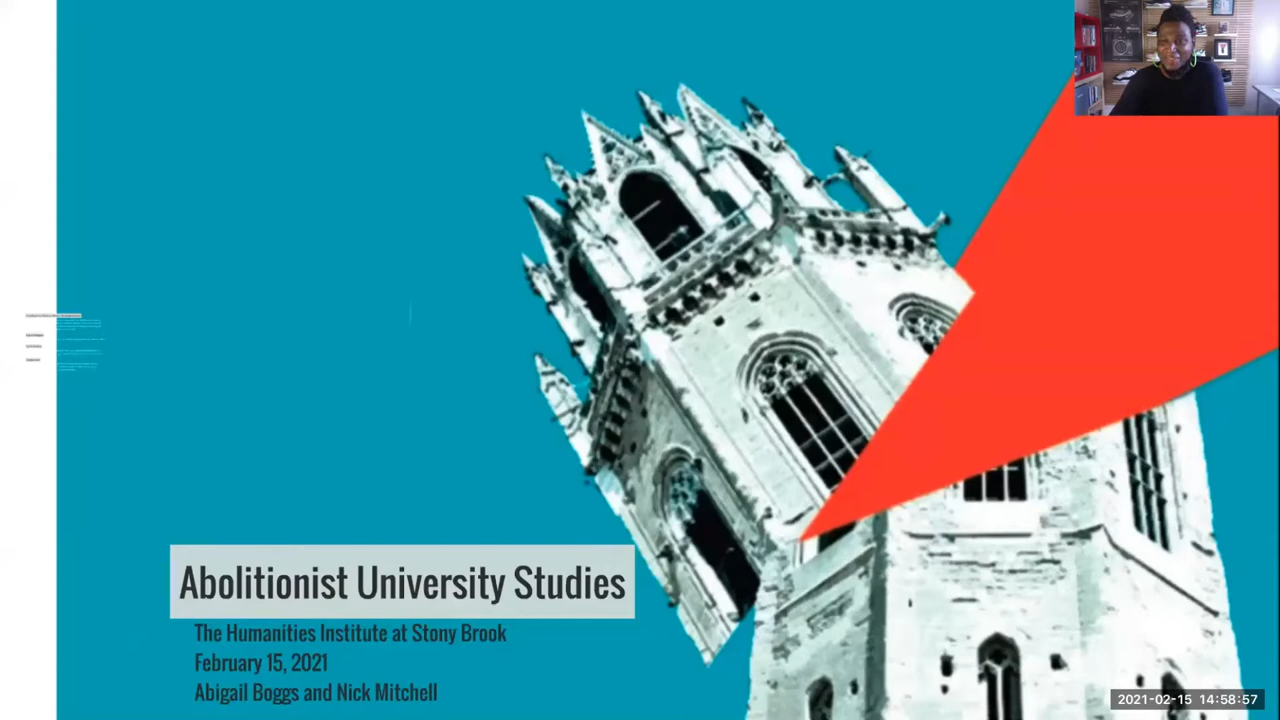 Abolitionist University Studies
The Humanities Institute at Stony Brook
February 15, 2021
Abigail Boggs and Nick Mitchell
2021-02-15 14:58:57